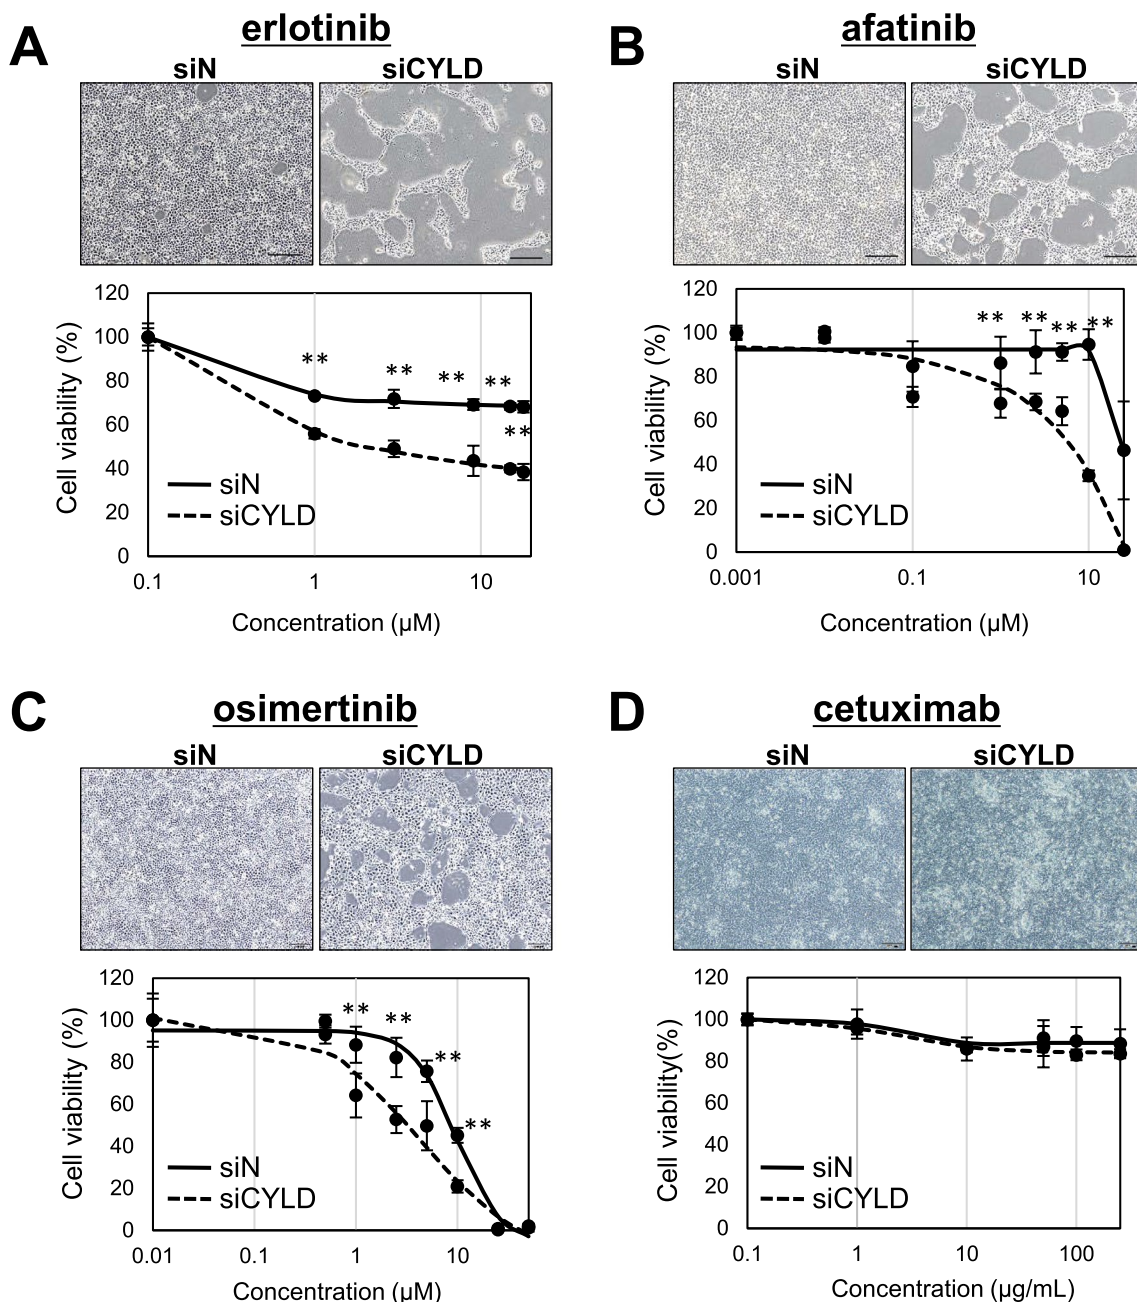 A
erlotinib
siN siCYLD
**
**
**
**
**
120
100
80
60
40
20
0
Cell viability (%)
siN
siCYLD
0.1 1 10
Concentration (µM)
B
afatinib
siN siCYLD
** ** ** **
120
100
80
60
40
20
0
Cell viability (%)
siN
siCYLD
0.001 0.1 10
Concentration (µM)
C
osimertinib
siN siCYLD
**
**
**
**
120
100
80
60
40
20
0
Cell viability (%)
siN
siCYLD
0.01 0.1 1 10
Concentration (µM)
D
cetuximab
siN siCYLD
120
100
80
60
40
20
0
Cell viability(%)
siN
siCYLD
0.1 1 10 100
Concentration (µg/mL)